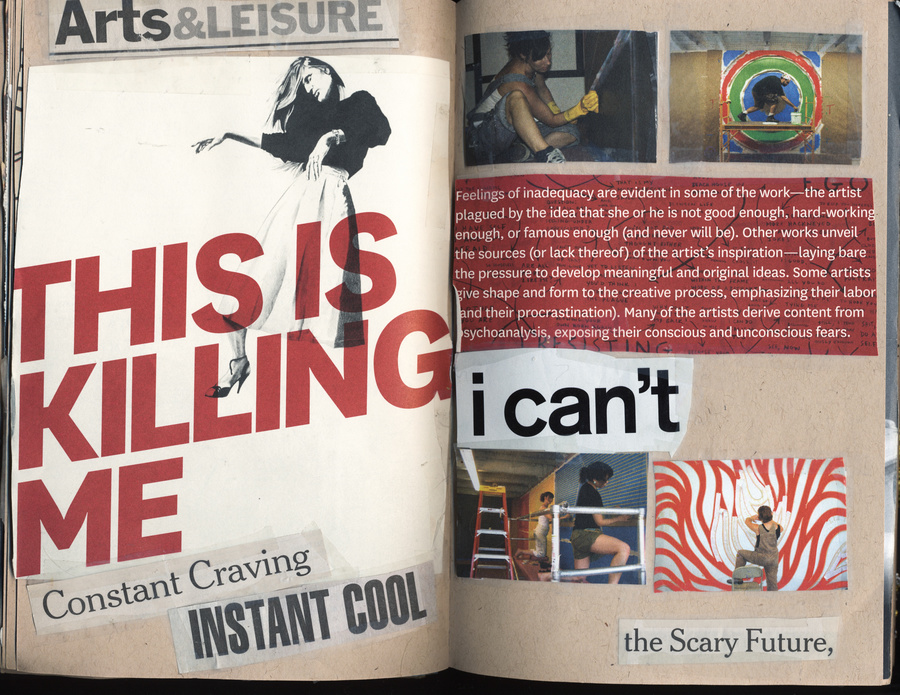 Arts &LEISURE
THIS IS
KILLING
ME
Constant Craving
INSTANT COOL
Feelings of inadequacy are evident in some of the work—the artist
plagued by the idea that she or he is not good enough, hard-working
enough, or famous enough (and never will be). Other works unveil
the sources (or lack thereof) of the artist's inspiration—laying bare
the pressure to develop meaningful and original ideas. Some artists
give shape and form to the creative process, emphasizing their labor
(and their procrastination). Many of the artists derive content from
psychoanalysis, exposing their conscious and unconscious fears.
i can't
the Scary Future,